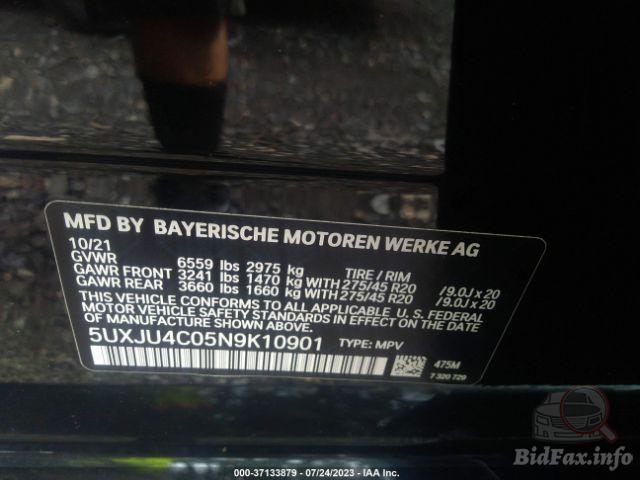 MFD BY BAYERISCHE MOTOREN WERKE AG
10/21
GVWR 6559 lbs 2975 kg TIRE / RIM
GAWR FRONT 3241 lbs 1470 kg WITH 275/45 R20 / 9.0J x 20
GAWR REAR 3660 lbs 1660 kg WITH 275/45 R20 / 9.0J x 20
THIS VEHICLE CONFORMS TO ALL APPLICABLE U. S. FEDERAL
MOTOR VEHICLE SAFETY STANDARDS IN EFFECT ON THE DATE
OF MANUFACTURE SHOWN ABOVE.
5UXJU4C05N9K10901 TYPE: MPV
475M
7 320 729
BidFax.info
000-37133879 - 07/24/2023 - IAA Inc.